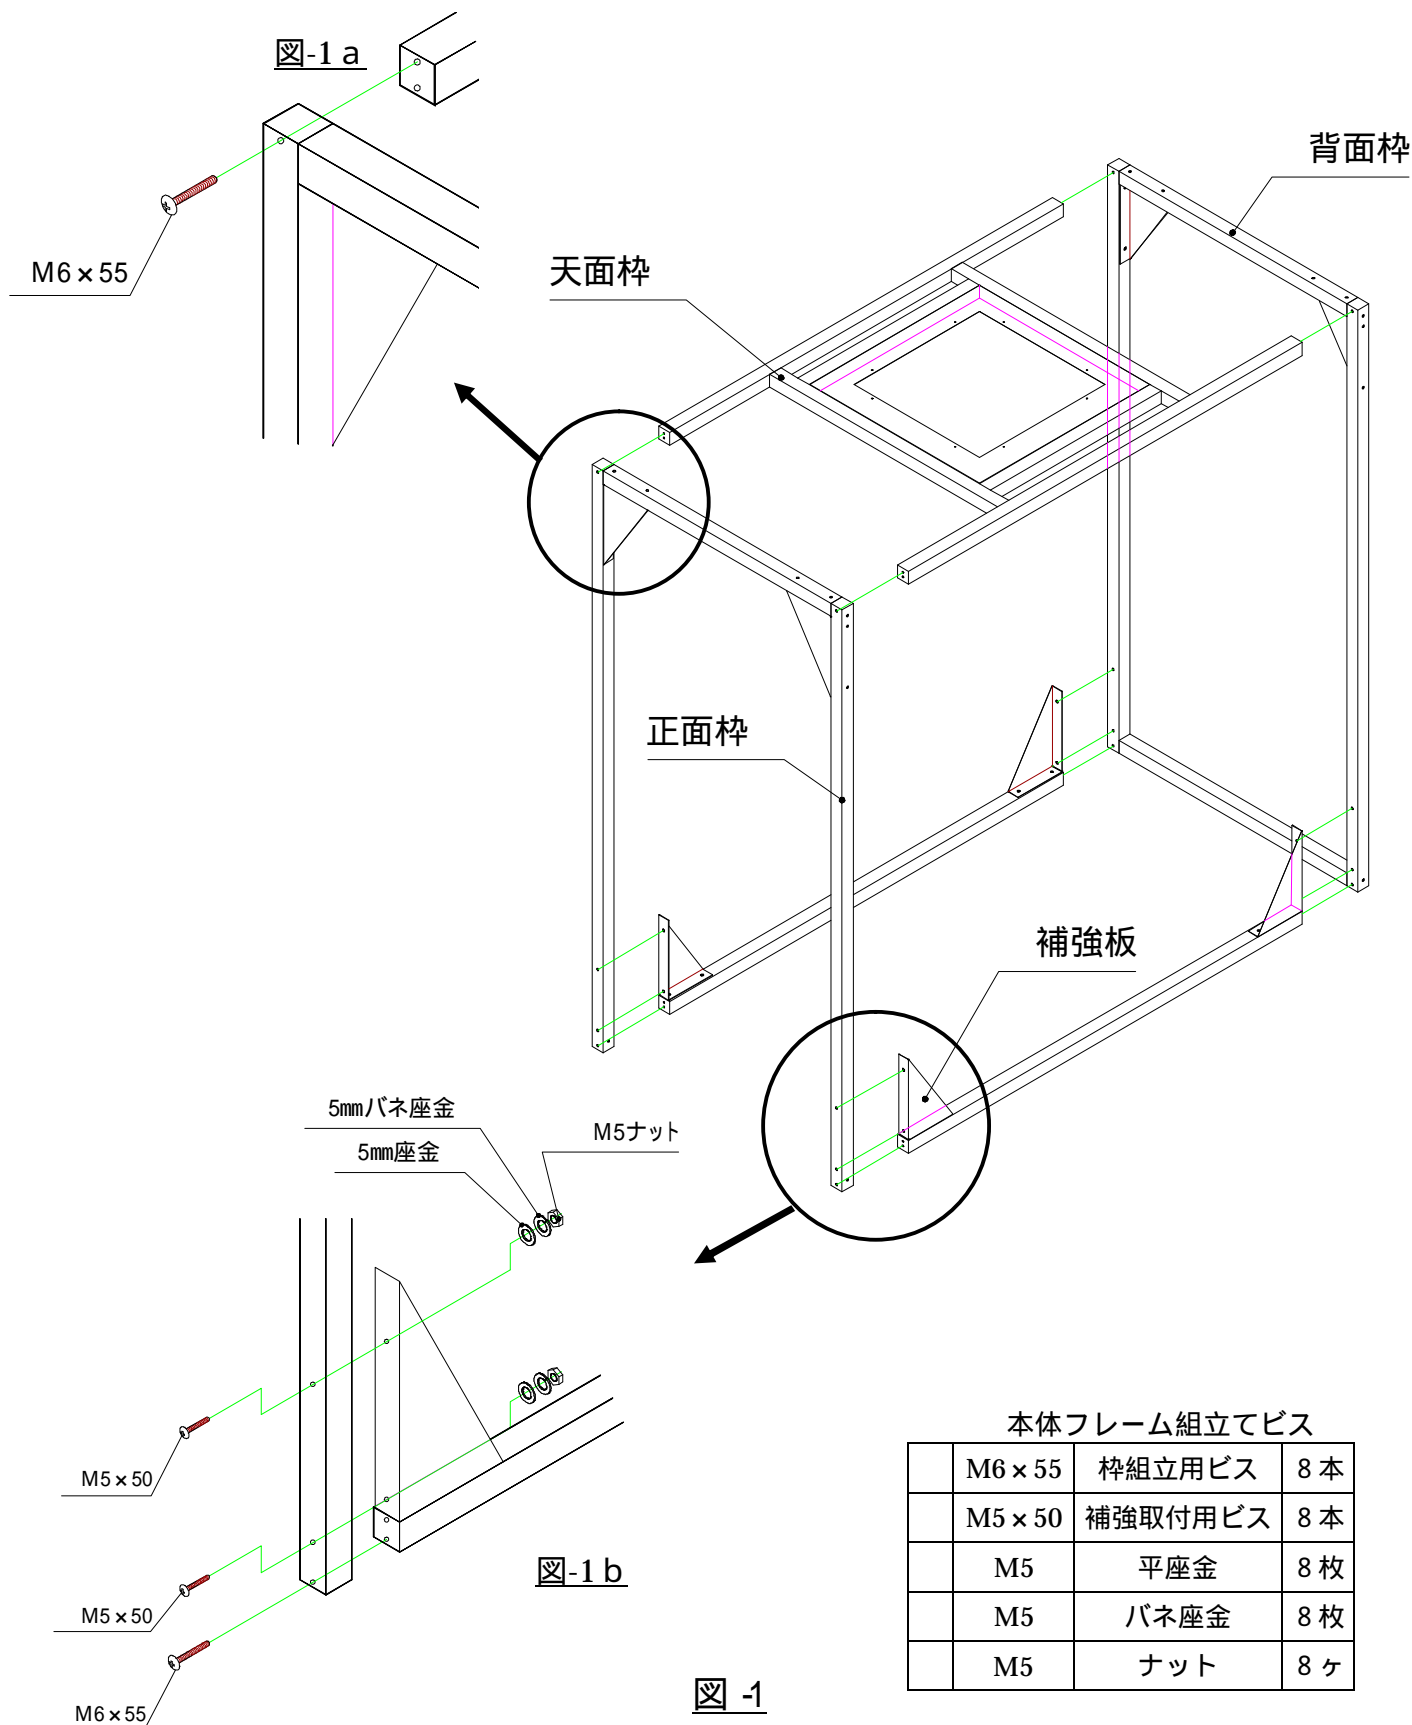 図-1 a
背面枠
M6×55
天面枠
正面枠
補強板
5mmバネ座金
M5ナット
5mm座金
M5×50
図-1 b
M5×50
M6×55
図 -1
本体フレーム組立てビス
M6×55 枠組立用ビス 8本
M5×50 補強取付用ビス 8本
M5 平座金 8枚
M5 バネ座金 8枚
M5 ナット 8ヶ